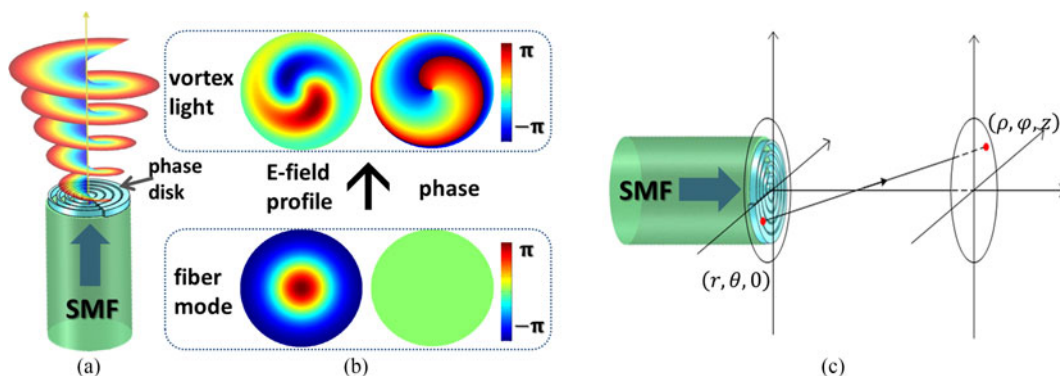 phase
disk
SMF
(a)
vortex
light
π
−π
E-field
profile
phase
fiber
mode
π
−π
(b)
SMF
(r, θ, 0)
(ρ, φ, z)
(c)